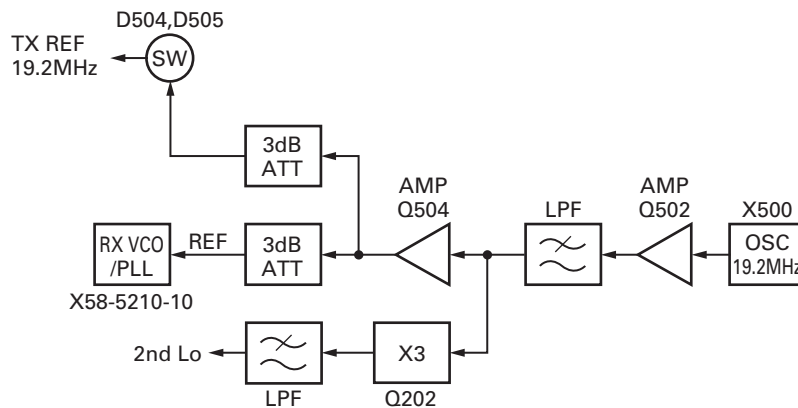 D504,D505
TX REF
19.2MHz
SW
3dB
ATT
AMP
Q504
LPF
AMP
Q502
X500
OSC
19.2MHz
RX VCO
/PLL
REF
3dB
ATT
X58-5210-10
2nd Lo
X3
LPF
Q202